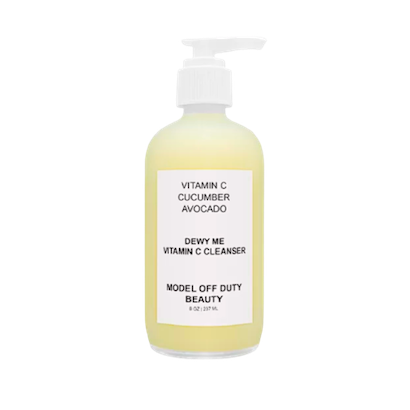 VITAMIN C
CUCUMBER
AVOCADO
DEWY ME
VITAMIN C CLEANSER
MODEL OFF DUTY
BEAUTY
8 OZ | 237 ML